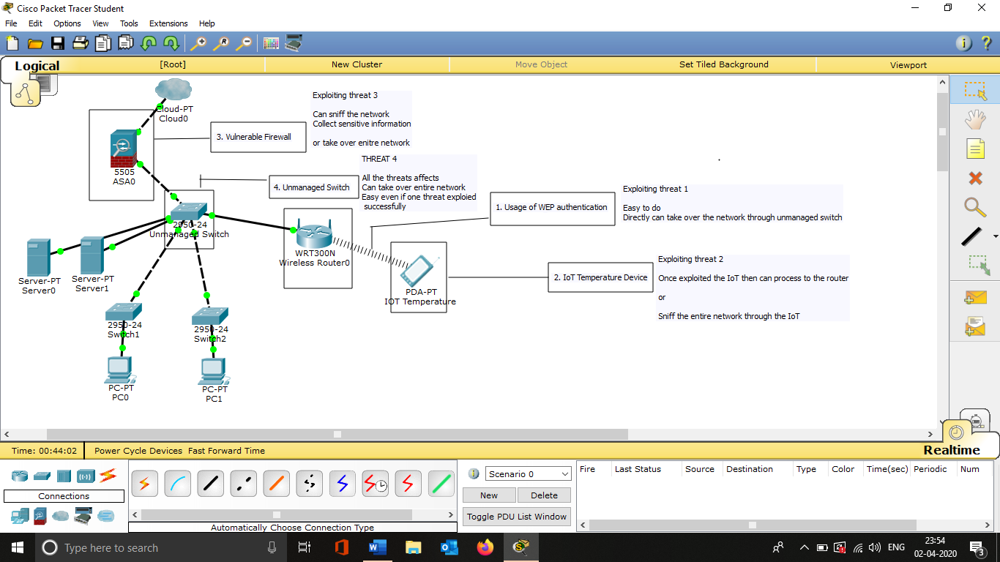 Cisco Packet Tracer Student
File Edit Options View Tools Extensions Help
Logical
[Root]
New Cluster
Move Object
Set Tiled Background
Viewport
Cloud-PT
Cloud0
5505
ASA0
3. Vulnerable Firewall
Exploiting threat 3
Can sniff the network
Collect sensitive information
or take over enitre network
THREAT 4
All the threats affects
Can take over entire network
Easy even if one threat exploied
successfully
4. Unmanaged Switch
2950-24
Unmanaged Switch
1. Usage of WEP authentication
Exploiting threat 1
Easy to do
Directly can take over the network through unmanaged switch
WRT300N
Wireless Router0
Server-PT
Server0
Server-PT
Server1
PDA-PT
IOT Temperature
2. IoT Temperature Device
Exploiting threat 2
Once exploited the IoT then can process to the router
or
Sniff the entire network through the IoT
2950-24
Switch1
2950-24
Switch2
PC-PT
PC0
PC-PT
PC1
Time: 00:44:02
Power Cycle Devices Fast Forward Time
Realtime
Connections
Automatically Choose Connection Type
Scenario 0
New
Delete
Toggle PDU List Window
Fire Last Status Source Destination Type Color Time(sec) Periodic Num
Type here to search
ENG
23:54
02-04-2020
3